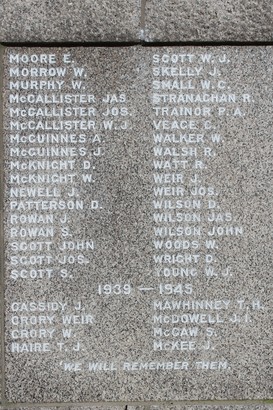 MOORE E.
MORROW W.
MURPHY W.
McCALLISTER JAS.
McCALLISTER JOS.
McCALLISTER W. J.
McGUINNES A.
McGUINNES J.
McKNIGHT D.
McKNIGHT W.
NEWELL J.
PATTERSON D.
ROWAN J.
ROWAN S.
SCOTT JOHN
SCOTT JOS.
SCOTT S.
SCOTT W. J.
SKELLY J.
SMALL W. C.
STRANAGHAN R.
TRAINOR P. A.
VEAGE C.
WALKER W.
WALSH R.
WATT R.
WEIR J.
WEIR JOS.
WILSON D.
WILSON JAS.
WILSON JOHN
WOODS W.
WRIGHT D.
YOUNG W. J.
1939 — 1945
CASSIDY J.
CRORY WEIR
CRORY W.
HAIRE T. J.
MAWHINNEY T. H.
McDOWELL J. I.
McCAW S.
McKEE J.
'WE WILL REMEMBER THEM.